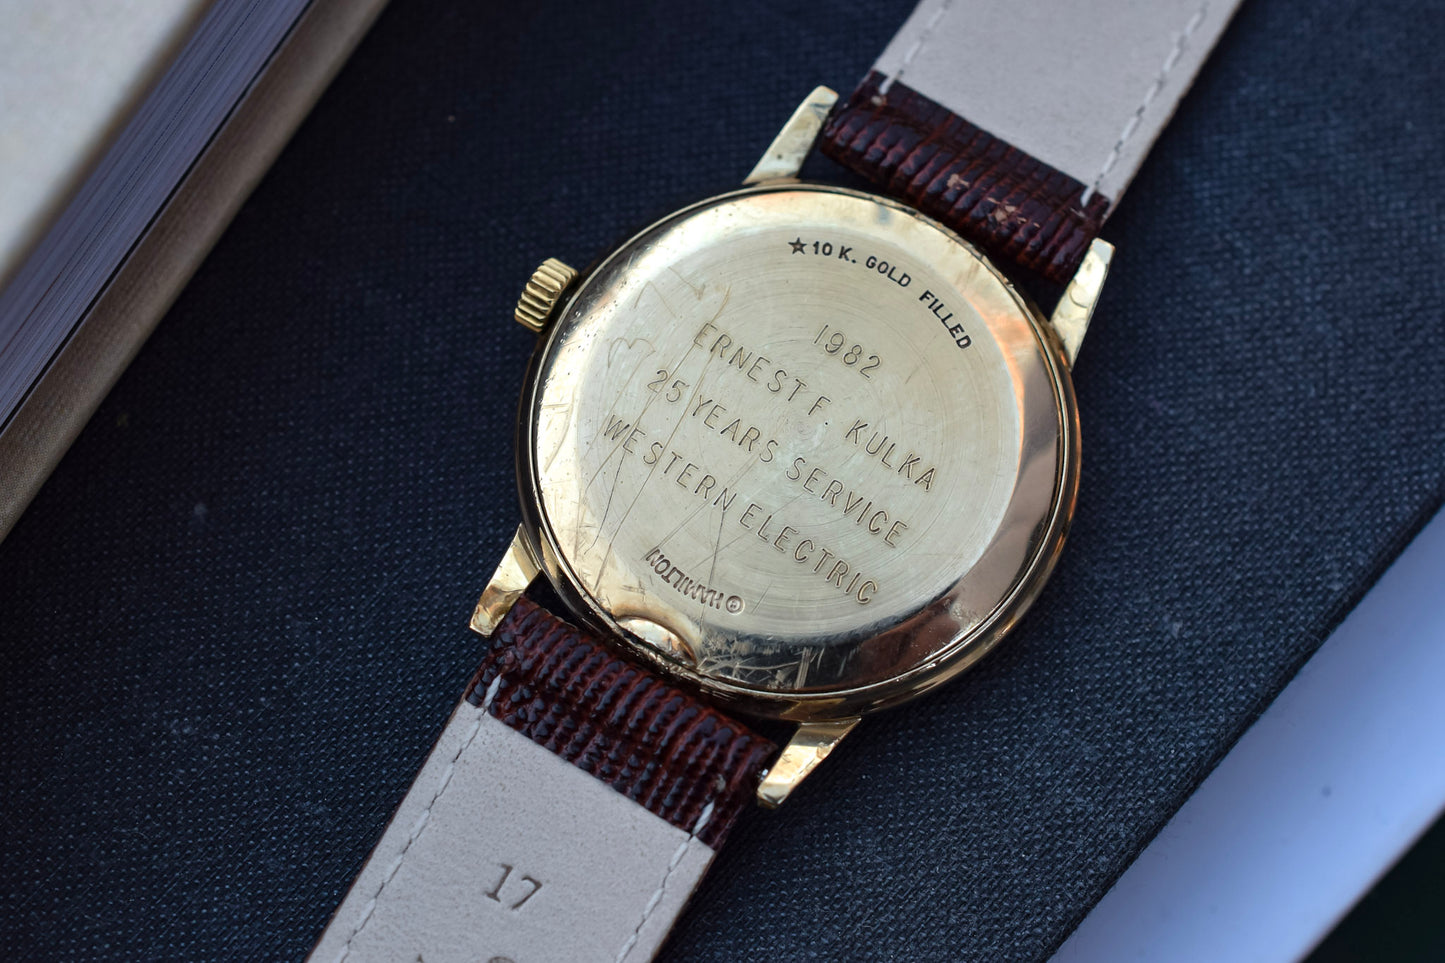 ★10 K. GOLD FILLED
1982
ERNEST F. KULKA
25 YEARS SERVICE
WESTERN ELECTRIC
® HAMILTON
17